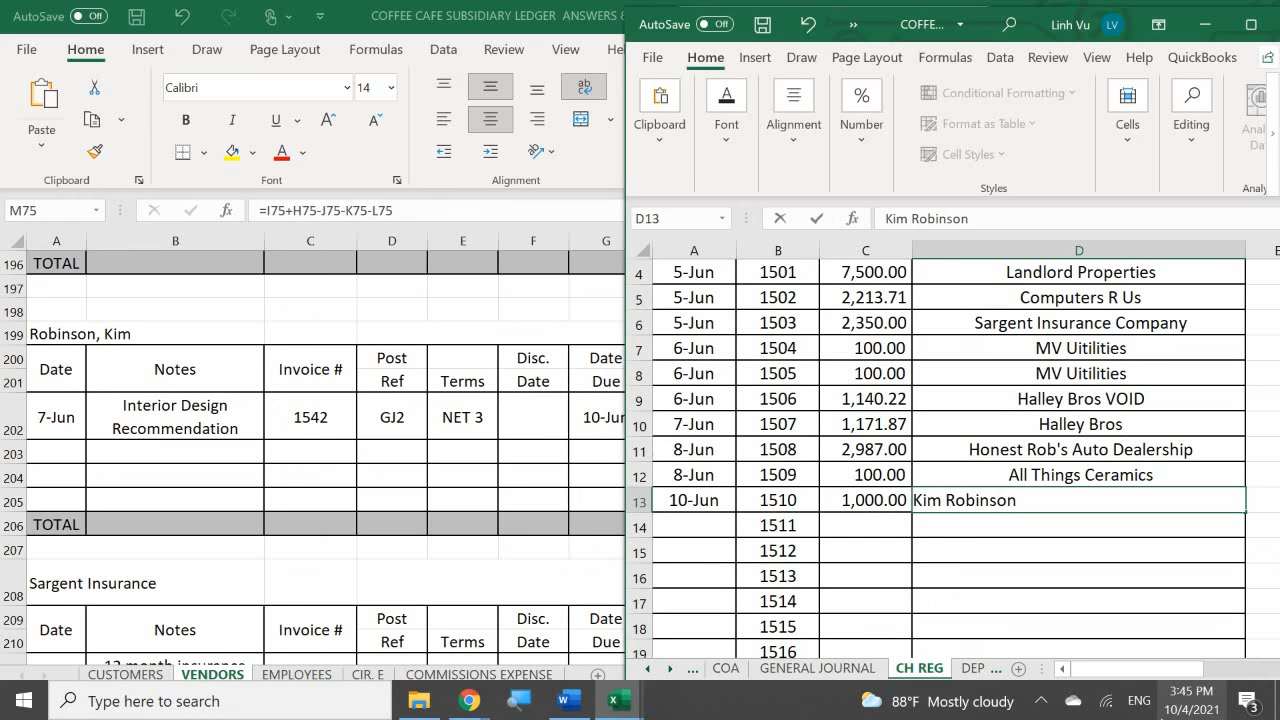 AutoSave Off COFFEE CAFE SUBSIDIARY LEDGER ANSWERS &
File Home Insert Draw Page Layout Formulas Data Review View He
Calibri 14
Paste
B I U A A
A
Clipboard Font Alignment
M75 fx =I75+H75-J75-K75-L75
A B C D E F G
196 TOTAL
197
198
199 Robinson, Kim
200 Date Notes Invoice # Post Disc. Date
201 Ref Terms Date Due
202 7-Jun Interior Design Recommendation 1542 GJ2 NET 3 10-Jun
203
204
205
206 TOTAL
207
208 Sargent Insurance
209 Date Notes Invoice # Post Disc. Date
210 Ref Terms Date Due
12 month insurance
CUSTOMERS VENDORS EMPLOYEES CIR. E COMMISSIONS EXPENSE
AutoSave Off COFFE... Linh Vu LV
File Home Insert Draw Page Layout Formulas Data Review View Help QuickBooks
Clipboard Font Alignment Number Conditional Formatting Format as Table Cell Styles Cells Editing Anal Da
Styles Analy
D13 fx Kim Robinson
A B C D E
4 5-Jun 1501 7,500.00 Landlord Properties
5 5-Jun 1502 2,213.71 Computers R Us
6 5-Jun 1503 2,350.00 Sargent Insurance Company
7 6-Jun 1504 100.00 MV Uitilities
8 6-Jun 1505 100.00 MV Uitilities
9 6-Jun 1506 1,140.22 Halley Bros VOID
10 7-Jun 1507 1,171.87 Halley Bros
11 8-Jun 1508 2,987.00 Honest Rob's Auto Dealership
12 8-Jun 1509 100.00 All Things Ceramics
13 10-Jun 1510 1,000.00 Kim Robinson
14 1511
15 1512
16 1513
17 1514
18 1515
19 1516
... COA GENERAL JOURNAL CH REG DEP ...
Type here to search
88°F Mostly cloudy ENG 3:45 PM
10/4/2021 3